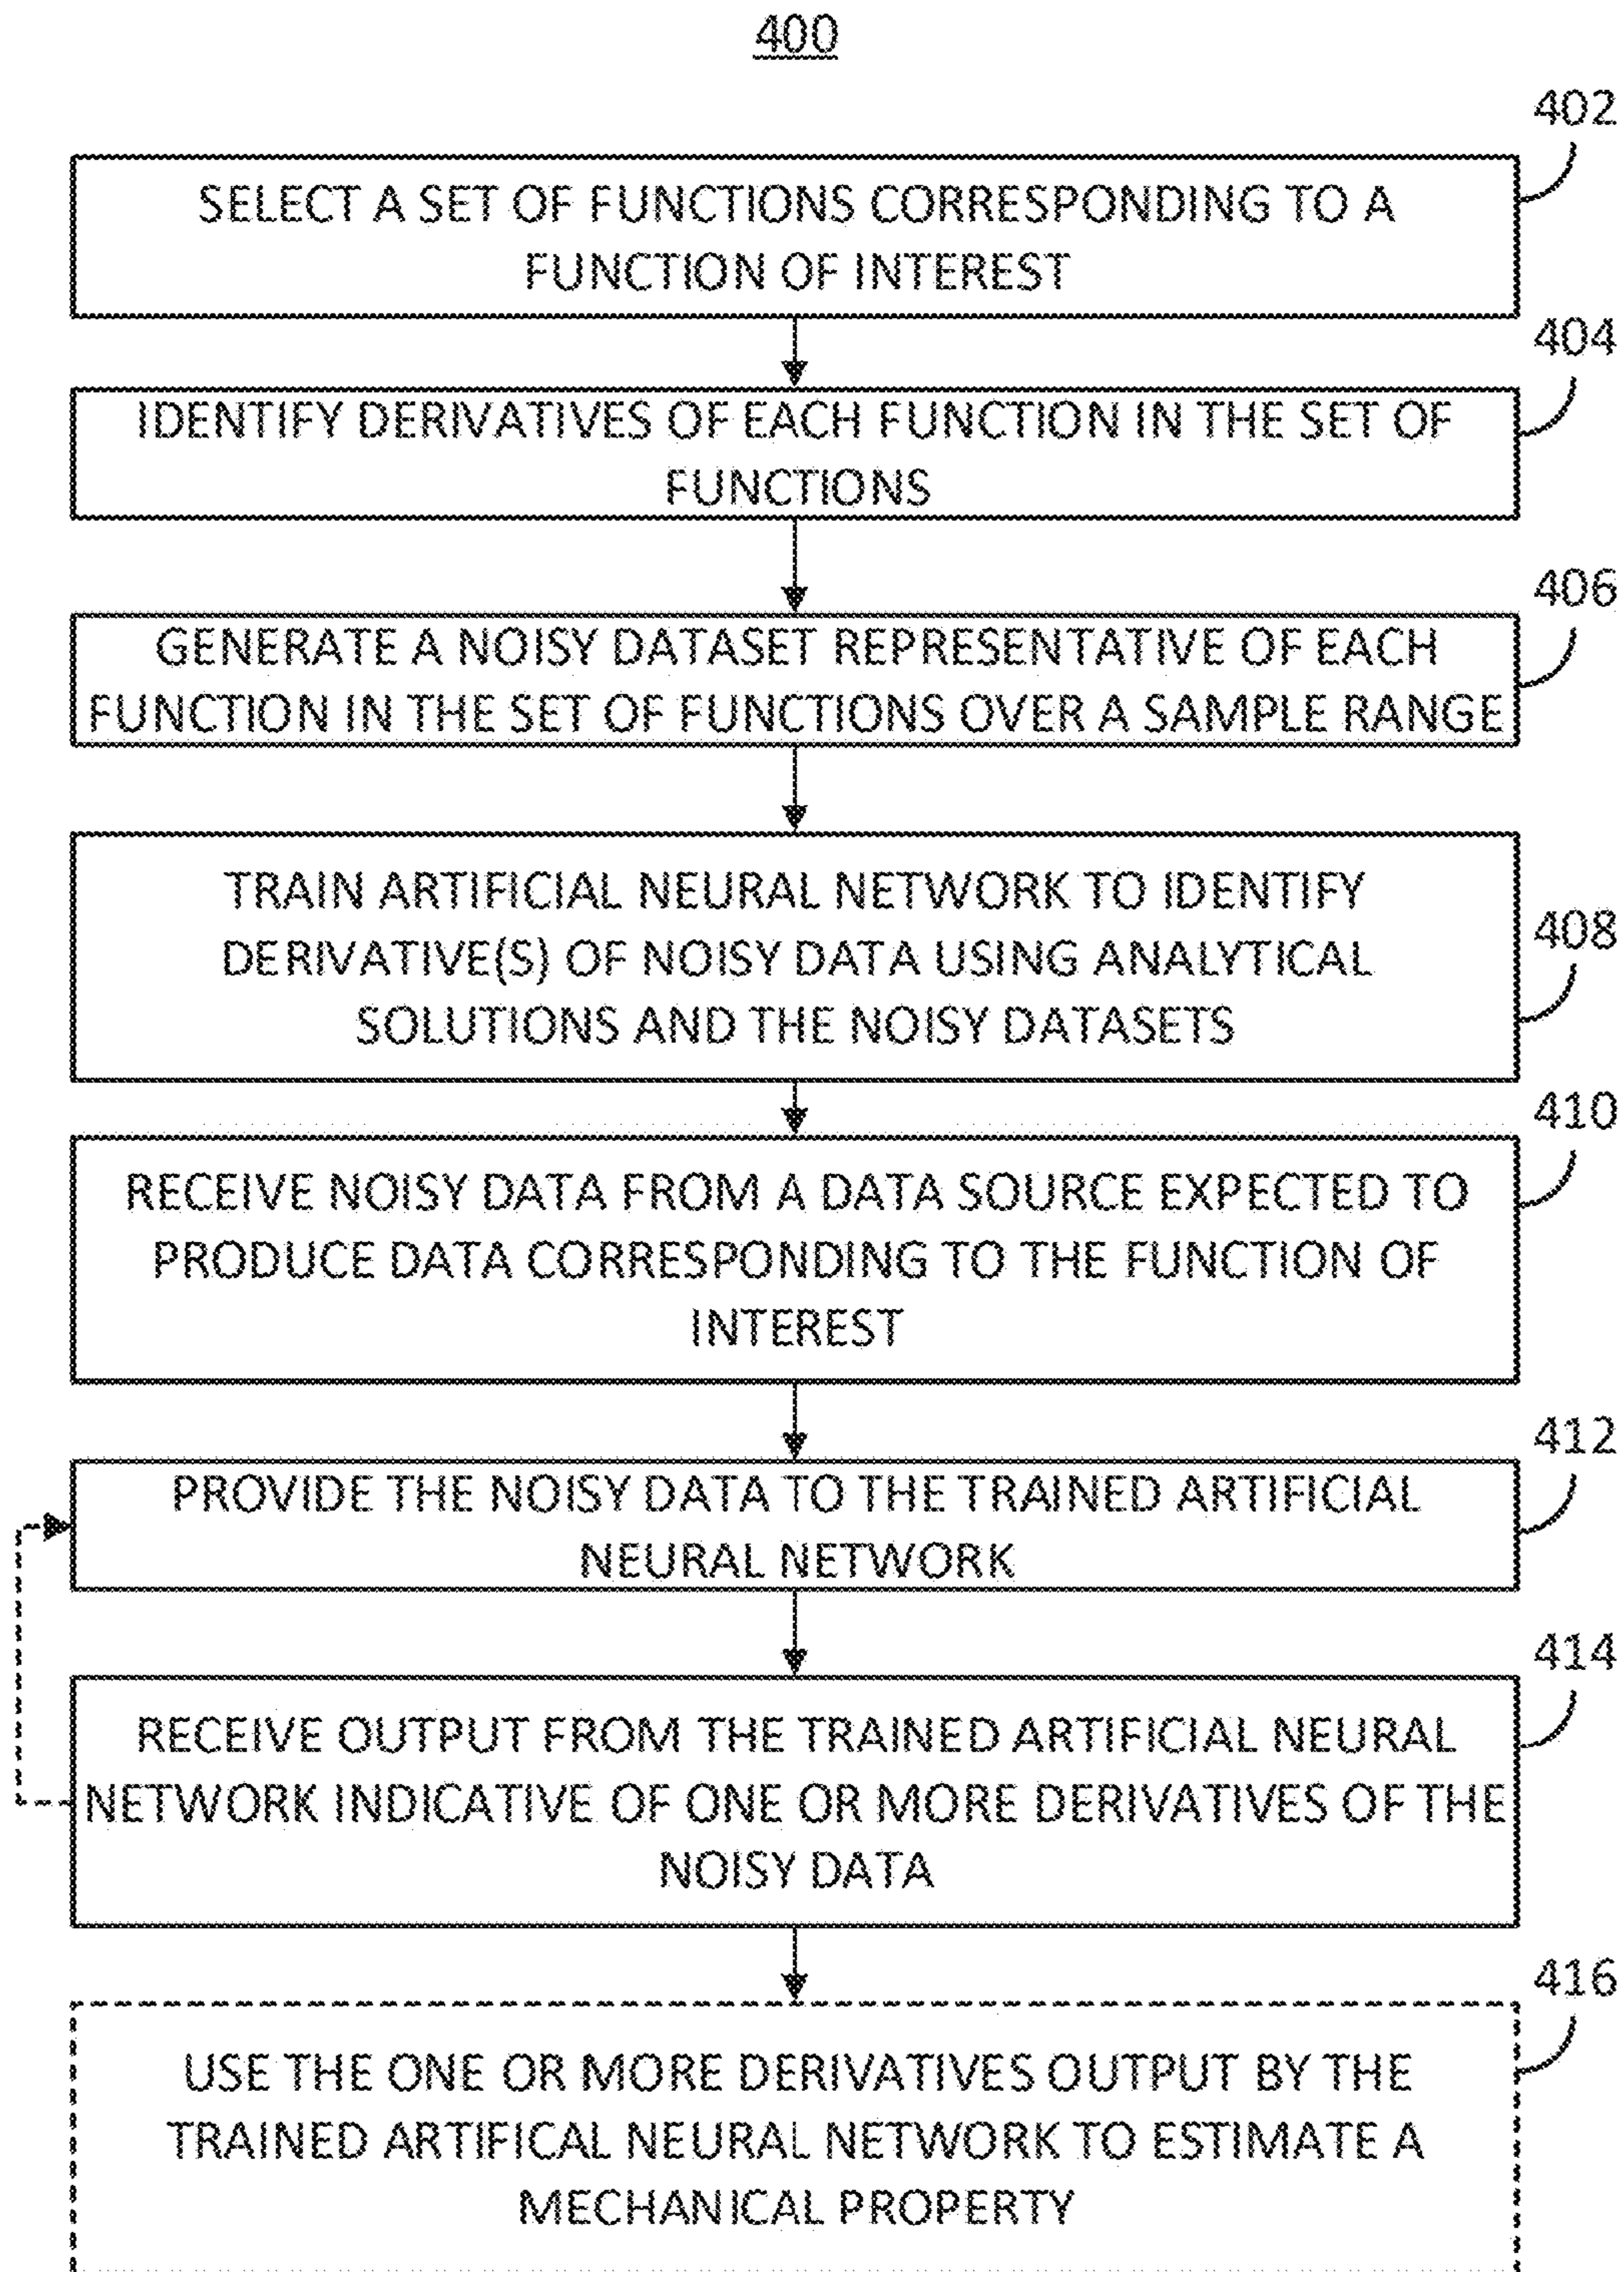 400
402
SELECT A SET OF FUNCTIONS CORRESPONDING TO A
FUNCTION OF INTEREST
404
IDENTIFY DERIVATIVES OF EACH FUNCTION IN THE SET OF
FUNCTIONS
406
GENERATE A NOISY DATASET REPRESENTATIVE OF EACH
FUNCTION IN THE SET OF FUNCTIONS OVER A SAMPLE RANGE
408
TRAIN ARTIFICIAL NEURAL NETWORK TO IDENTIFY
DERIVATIVE(S) OF NOISY DATA USING ANALYTICAL
SOLUTIONS AND THE NOISY DATASETS
410
RECEIVE NOISY DATA FROM A DATA SOURCE EXPECTED TO
PRODUCE DATA CORRESPONDING TO THE FUNCTION OF
INTEREST
412
PROVIDE THE NOISY DATA TO THE TRAINED ARTIFICIAL
NEURAL NETWORK
414
RECEIVE OUTPUT FROM THE TRAINED ARTIFICIAL NEURAL
NETWORK INDICATIVE OF ONE OR MORE DERIVATIVES OF THE
NOISY DATA
416
USE THE ONE OR MORE DERIVATIVES OUTPUT BY THE
TRAINED ARTIFICAL NEURAL NETWORK TO ESTIMATE A
MECHANICAL PROPERTY